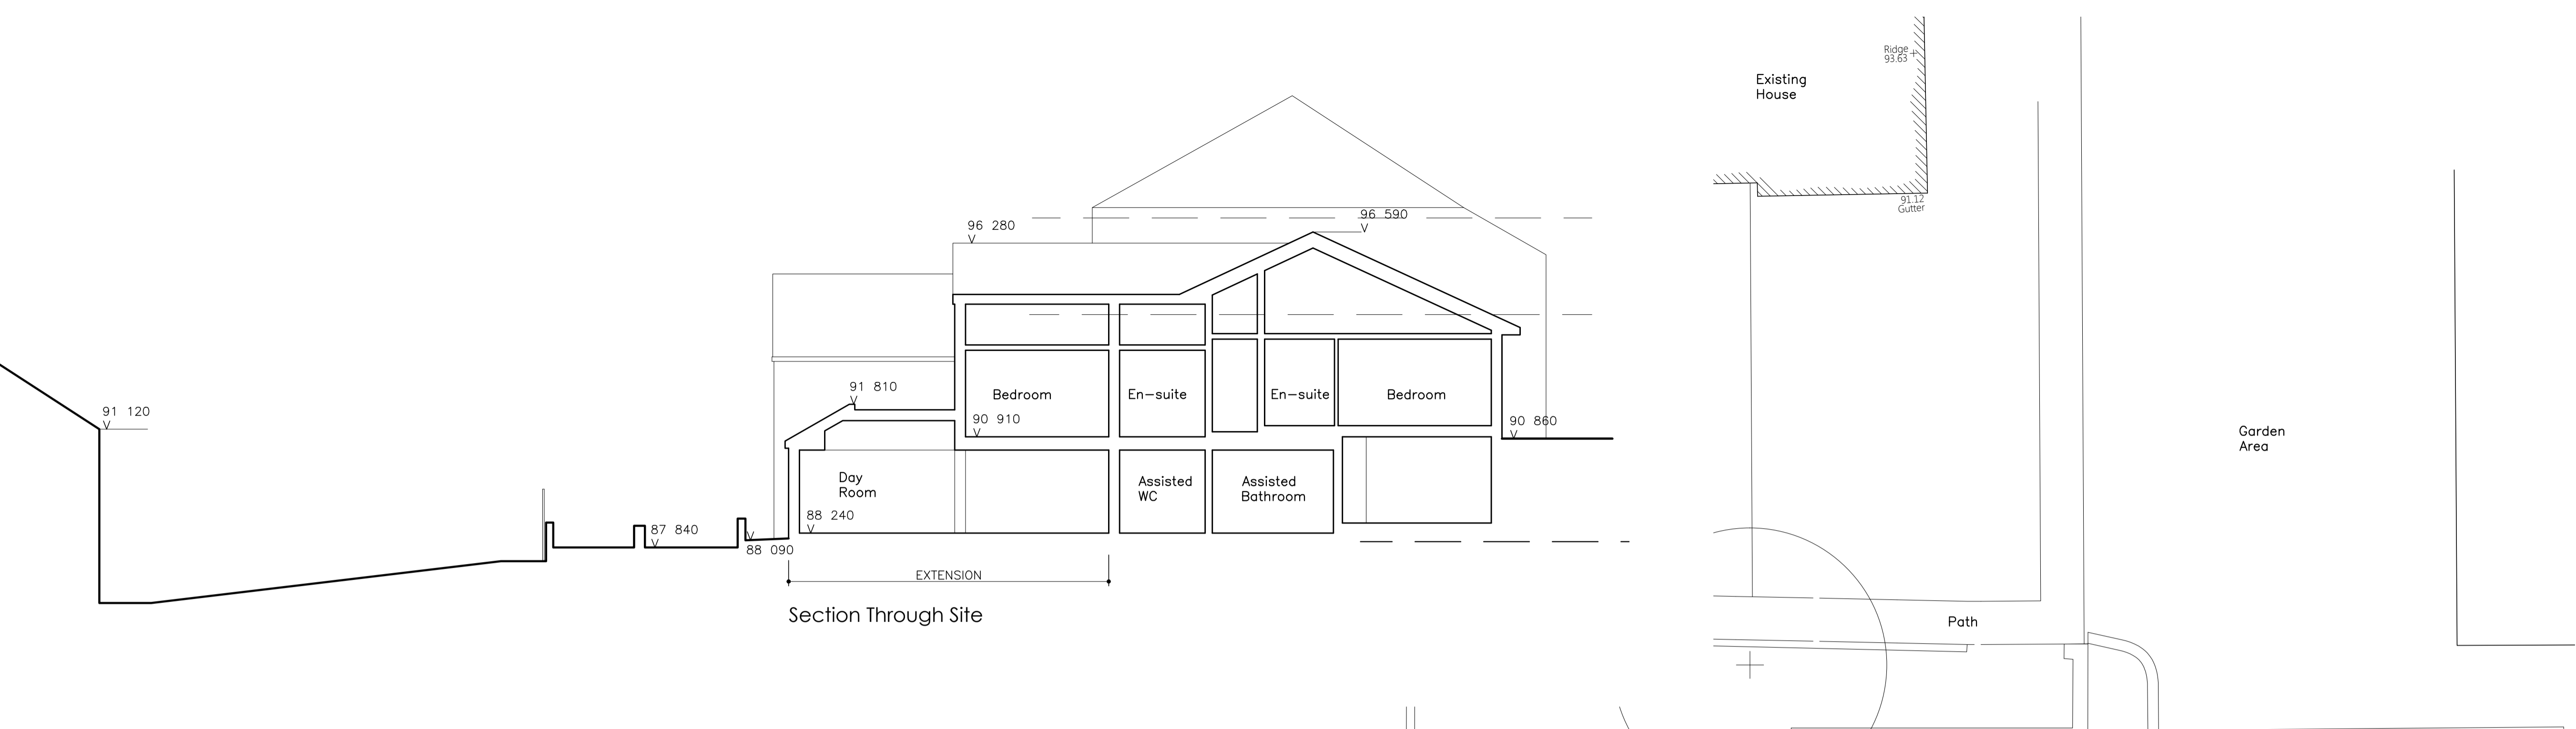 96 280
96 590
91 810
91 120
Bedroom
En-suite
En-suite
Bedroom
90 910
90 860
Day
Room
Assisted
WC
Assisted
Bathroom
88 240
87 840
88 090
EXTENSION
Section Through Site
Ridge
93.63
Existing
House
91.12
Gutter
Garden
Area
Path